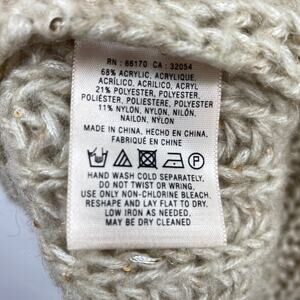 RN : 66170 CA : 32054
68% ACRYLIC, ACRYLIQUE,
ACRÍLICO, ACRILICO, ACRYL
21% POLYESTER, POLYESTER,
POLIÉSTER, POLIESTERE, POLYESTER
11% NYLON, NYLON, NILÓN,
NAILON, NYLON
MADE IN CHINA, HECHO EN CHINA,
FABRIQUÉ EN CHINE
HAND WASH COLD SEPARATELY,
DO NOT TWIST OR WRING,
USE ONLY NON-CHLORINE BLEACH.
RESHAPE AND LAY FLAT TO DRY.
LOW IRON AS NEEDED.
MAY BE DRY CLEANED